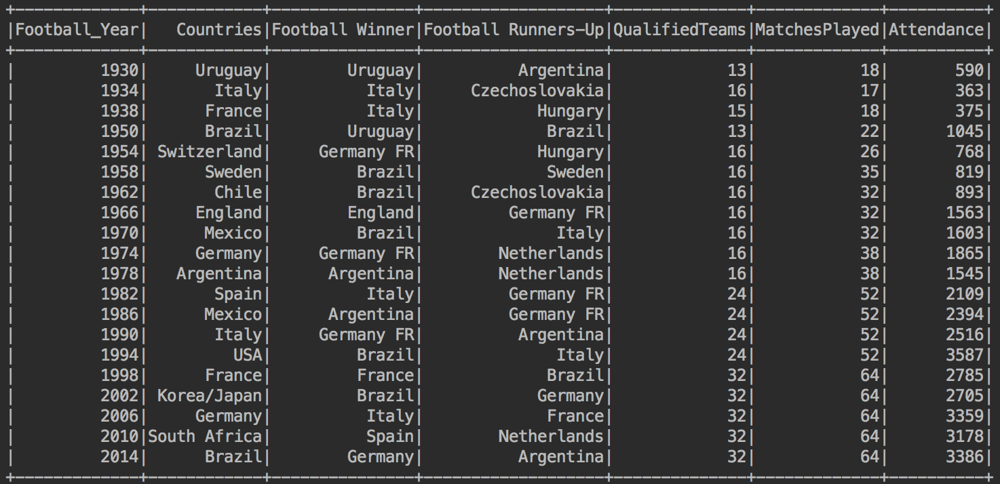 +-------------+------------+---------------+-------------------+--------------+-------------+----------+
|Football_Year|   Countries|Football Winner|Football Runners-Up|QualifiedTeams|MatchesPlayed|Attendance|
+-------------+------------+---------------+-------------------+--------------+-------------+----------+
|         1930|     Uruguay|        Uruguay|          Argentina|            13|           18|       590|
|         1934|       Italy|          Italy|     Czechoslovakia|            16|           17|       363|
|         1938|      France|          Italy|            Hungary|            15|           18|       375|
|         1950|      Brazil|        Uruguay|             Brazil|            13|           22|      1045|
|         1954| Switzerland|     Germany FR|            Hungary|            16|           26|       768|
|         1958|      Sweden|         Brazil|             Sweden|            16|           35|       819|
|         1962|       Chile|         Brazil|     Czechoslovakia|            16|           32|       893|
|         1966|     England|        England|         Germany FR|            16|           32|      1563|
|         1970|      Mexico|         Brazil|              Italy|            16|           32|      1603|
|         1974|     Germany|     Germany FR|        Netherlands|            16|           38|      1865|
|         1978|   Argentina|      Argentina|        Netherlands|            16|           38|      1545|
|         1982|       Spain|          Italy|         Germany FR|            24|           52|      2109|
|         1986|      Mexico|      Argentina|         Germany FR|            24|           52|      2394|
|         1990|       Italy|     Germany FR|          Argentina|            24|           52|      2516|
|         1994|         USA|         Brazil|              Italy|            24|           52|      3587|
|         1998|      France|         France|             Brazil|            32|           64|      2785|
|         2002| Korea/Japan|         Brazil|            Germany|            32|           64|      2705|
|         2006|     Germany|          Italy|             France|            32|           64|      3359|
|         2010|South Africa|          Spain|        Netherlands|            32|           64|      3178|
|         2014|      Brazil|        Germany|          Argentina|            32|           64|      3386|
+-------------+------------+---------------+-------------------+--------------+-------------+----------+